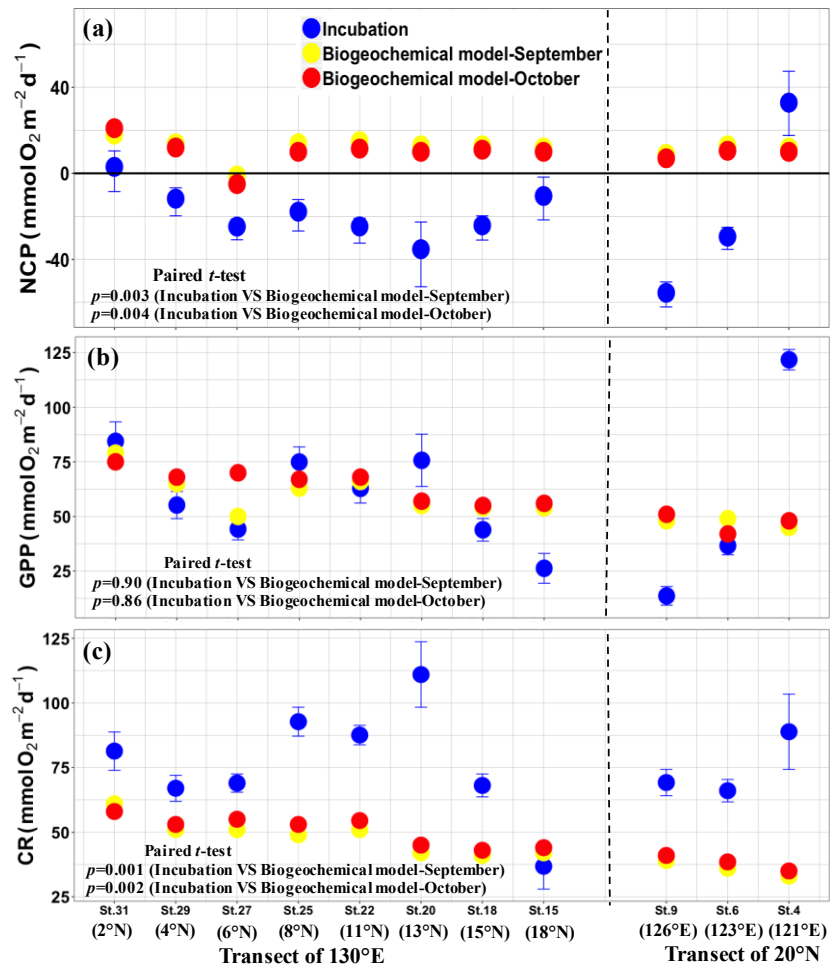 (a)
Incubation
Biogeochemical model-September
Biogeochemical model-October
40
0
-40
NCP (mmol O₂ m⁻² d⁻¹)
Paired t-test
p=0.003 (Incubation VS Biogeochemical model-September)
p=0.004 (Incubation VS Biogeochemical model-October)
(b)
125
100
75
50
25
GPP (mmol O₂ m⁻² d⁻¹)
Paired t-test
p=0.90 (Incubation VS Biogeochemical model-September)
p=0.86 (Incubation VS Biogeochemical model-October)
(c)
125
100
75
50
25
CR (mmol O₂ m⁻² d⁻¹)
Paired t-test
p=0.001 (Incubation VS Biogeochemical model-September)
p=0.002 (Incubation VS Biogeochemical model-October)
St.31 St.29 St.27 St.25 St.22 St.20 St.18 St.15 St.9 St.6 St.4
(2°N) (4°N) (6°N) (8°N) (11°N) (13°N) (15°N) (18°N) (126°E) (123°E) (121°E)
Transect of 130°E Transect of 20°N